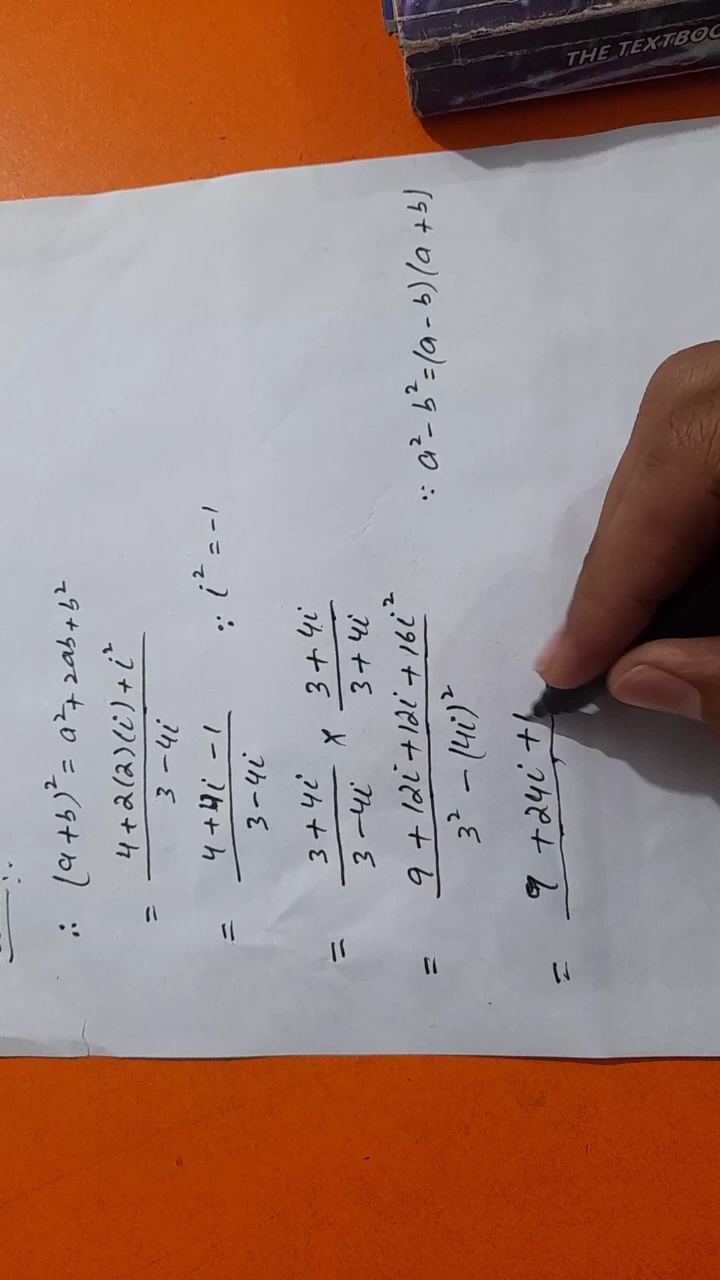 THE TEXTBOO
∴ (a+b)² = a²+2ab+b²
= 4+2(2)(i)+i² / 3-4i
= 4+4i-1 / 3-4i ∵ i² = -1
= 3+4i / 3-4i × 3+4i / 3+4i
= 9+12i+12i+16i² / 3²-(4i)² ∵ a²-b²=(a-b)(a+b)
= 9+24i+